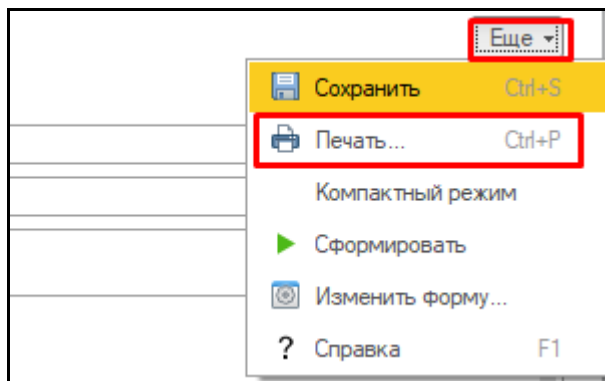 Еще
Сохранить Ctrl+S
Печать... Ctrl+P
Компактный режим
Сформировать
Изменить форму...
? Справка F1